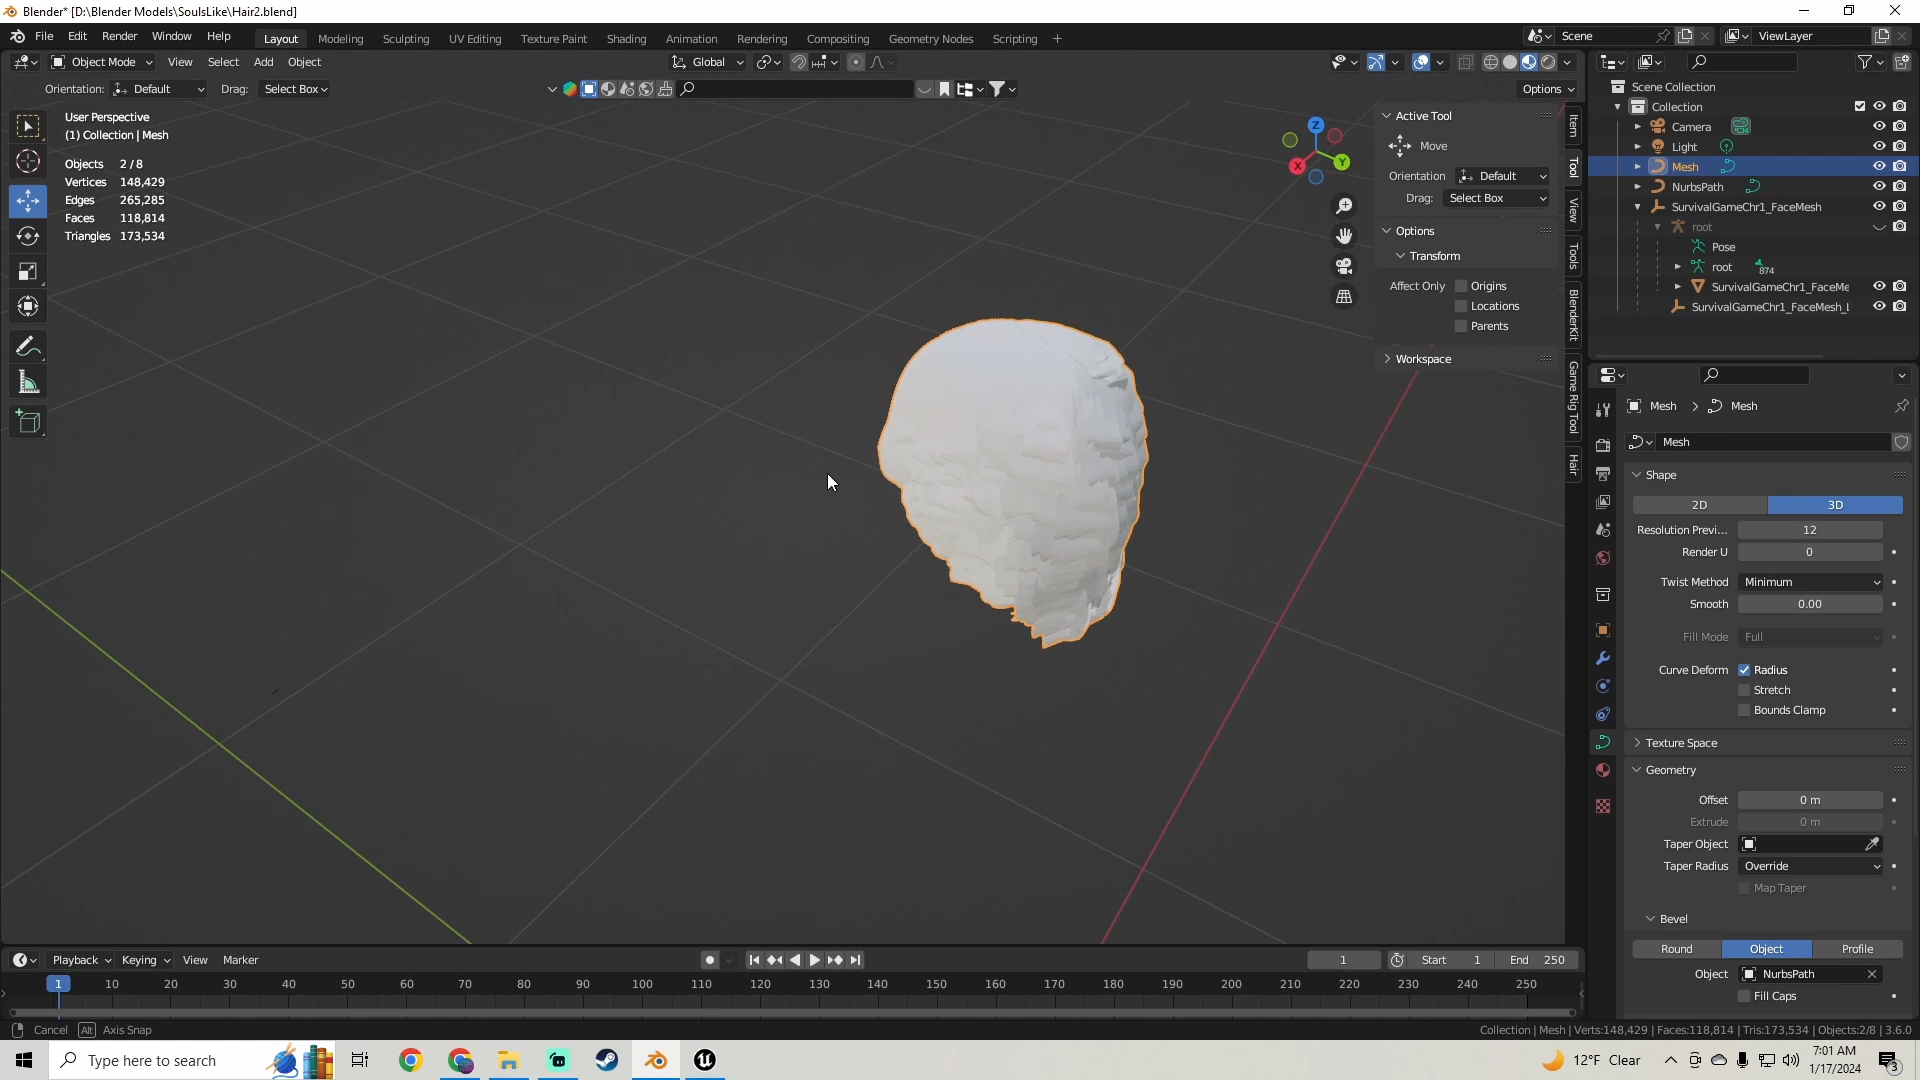 Blender* [D:\Blender Models\SoulsLike\Hair2.blend]
File Edit Render Window Help Layout Modeling Sculpting UV Editing Texture Paint Shading Animation Rendering Compositing Geometry Nodes Scripting + Scene ViewLayer
Object Mode View Select Add Object Global
Orientation: Default Drag: Select Box Options
User Perspective
(1) Collection | Mesh
Objects 2/8
Vertices 148,429
Edges 265,285
Faces 118,814
Triangles 173,534
Z
X
Y
Active Tool
Move
Orientation Default
Drag: Select Box
Options
Transform
Affect Only Origins
Locations
Parents
Workspace
Item
Tool
View
Tools
BlenderKit
Game Rig Tool
Hair
Scene Collection
Collection
Camera
Light
Mesh
NurbsPath
SurvivalGameChr1_FaceMesh
root
Pose
root 874
SurvivalGameChr1_FaceMe
SurvivalGameChr1_FaceMesh_L
Mesh > Mesh
Mesh
Shape
2D 3D
Resolution Previ... 12
Render U 0
Twist Method Minimum
Smooth 0.00
Fill Mode Full
Curve Deform Radius
Stretch
Bounds Clamp
Texture Space
Geometry
Offset 0 m
Extrude 0 m
Taper Object
Taper Radius Override
Map Taper
Bevel
Round Object Profile
Object NurbsPath
Fill Caps
Playback Keying View Marker 1 Start 1 End 250
1 10 20 30 40 50 60 70 80 90 100 110 120 130 140 150 160 170 180 190 200 210 220 230 240 250
Cancel Alt Axis Snap Collection | Mesh | Verts:148,429 | Faces:118,814 | Tris:173,534 | Objects:2/8 | 3.6.0
Type here to search 12°F Clear 7:01 AM
1/17/2024 3